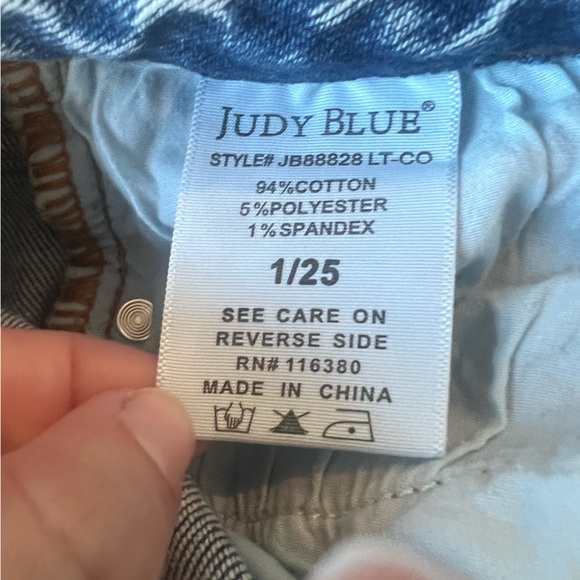 JUDY BLUE®
STYLE# JB88828 LT-CO
94%COTTON
5%POLYESTER
1%SPANDEX
1/25
SEE CARE ON
REVERSE SIDE
RN# 116380
MADE IN CHINA